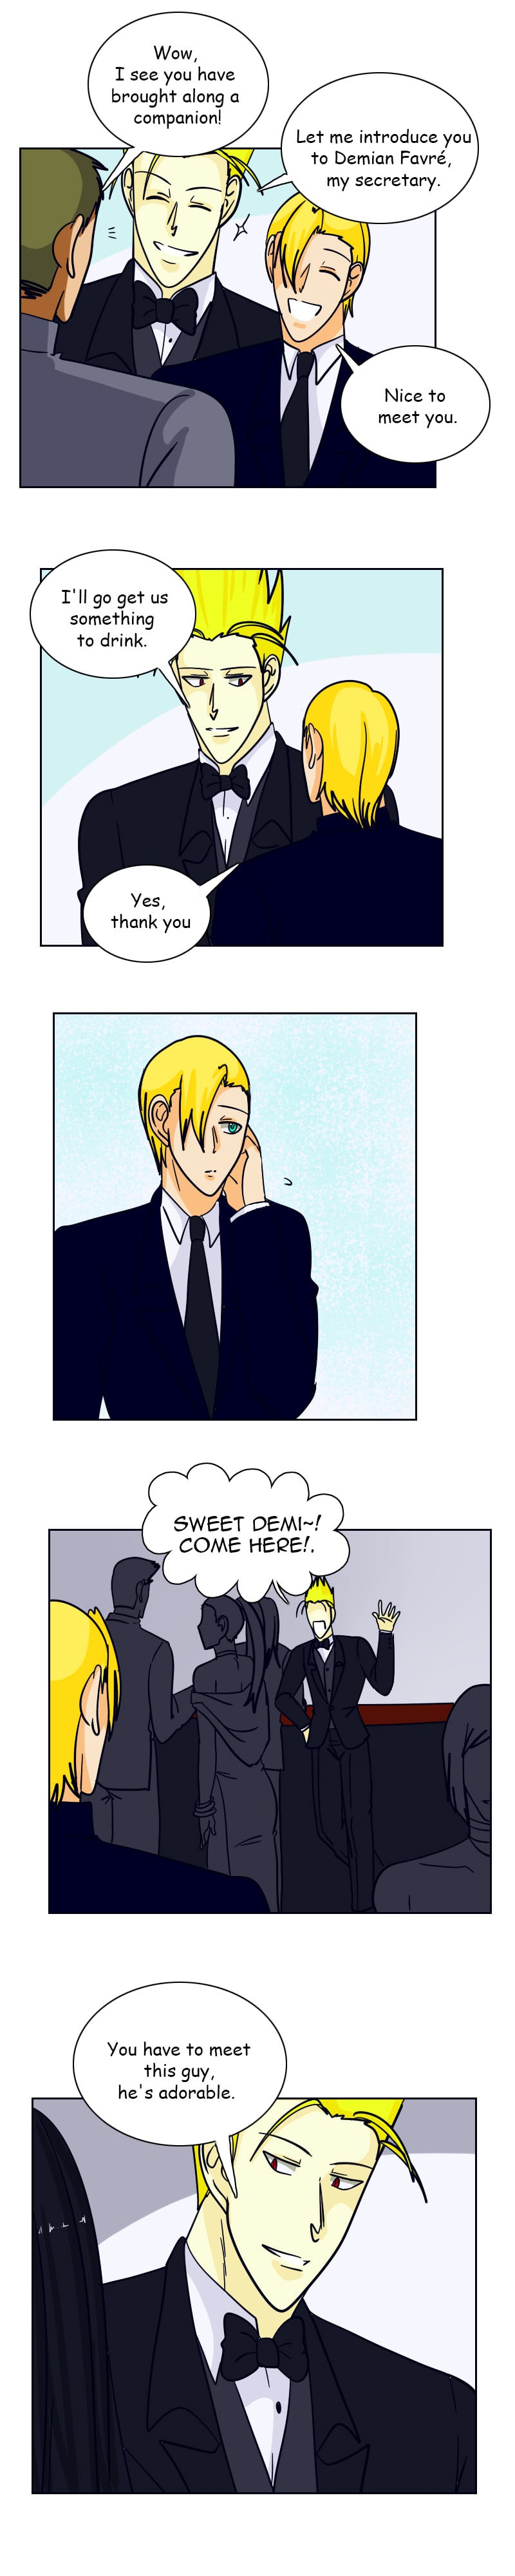 Wow,
I see you have
brought along a
companion!
Let me introduce you
to Demian Favré,
my secretary.
Nice to
meet you.
I'll go get us
something
to drink.
Yes,
thank you
SWEET DEMI~!
COME HERE!.
You have to meet
this guy,
he's adorable.